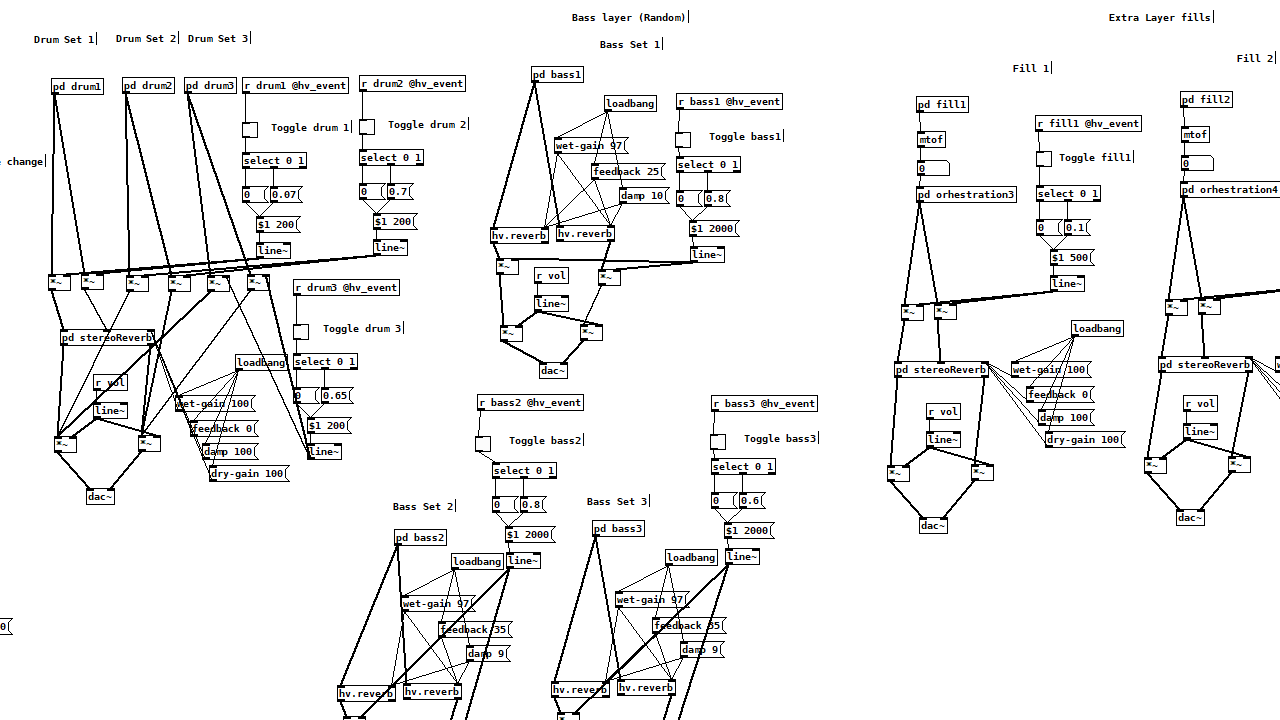 Bass layer (Random)
Extra Layer fills
Drum Set 1
Drum Set 2
Drum Set 3
Bass Set 1
Fill 1
Fill 2
pd drum1
pd drum2
pd drum3
r drum1 @hv_event
r drum2 @hv_event
pd bass1
loadbang
r bass1 @hv_event
pd fill1
pd fill2
Toggle drum 1
Toggle drum 2
Toggle bass1
r fill1 @hv_event
mtof
mtof
e change
select 0 1
select 0 1
wet-gain 97
feedback 25
damp 10
select 0 1
0
0
Toggle fill1
0
0.07
0
0.7
0
0.8
pd orhestration3
select 0 1
pd orhestration4
$1 200
$1 200
$1 2000
hv.reverb
hv.reverb
0
0.1
line~
line~
line~
$1 500
*~
*~
*~
*~
*~
*~
r drum3 @hv_event
*~
r vol
*~
line~
line~
*~
*~
*~
*~
pd stereoReverb
Toggle drum 3
*~
*~
loadbang
loadbang
select 0 1
dac~
pd stereoReverb
wet-gain 100
pd stereoReverb
w
r vol
wet-gain 100
0
0.65
feedback 0
line~
feedback 0
$1 200
r vol
damp 100
r vol
*~
*~
damp 100
line~
line~
dry-gain 100
line~
dry-gain 100
*~
*~
*~
*~
dac~
dac~
dac~
r bass2 @hv_event
r bass3 @hv_event
Toggle bass2
Toggle bass3
select 0 1
select 0 1
0
0.8
0
0.6
Bass Set 2
Bass Set 3
$1 2000
$1 2000
pd bass2
pd bass3
loadbang
line~
loadbang
line~
wet-gain 97
wet-gain 97
feedback 35
feedback 35
0
damp 9
damp 9
hv.reverb
hv.reverb
hv.reverb
hv.reverb